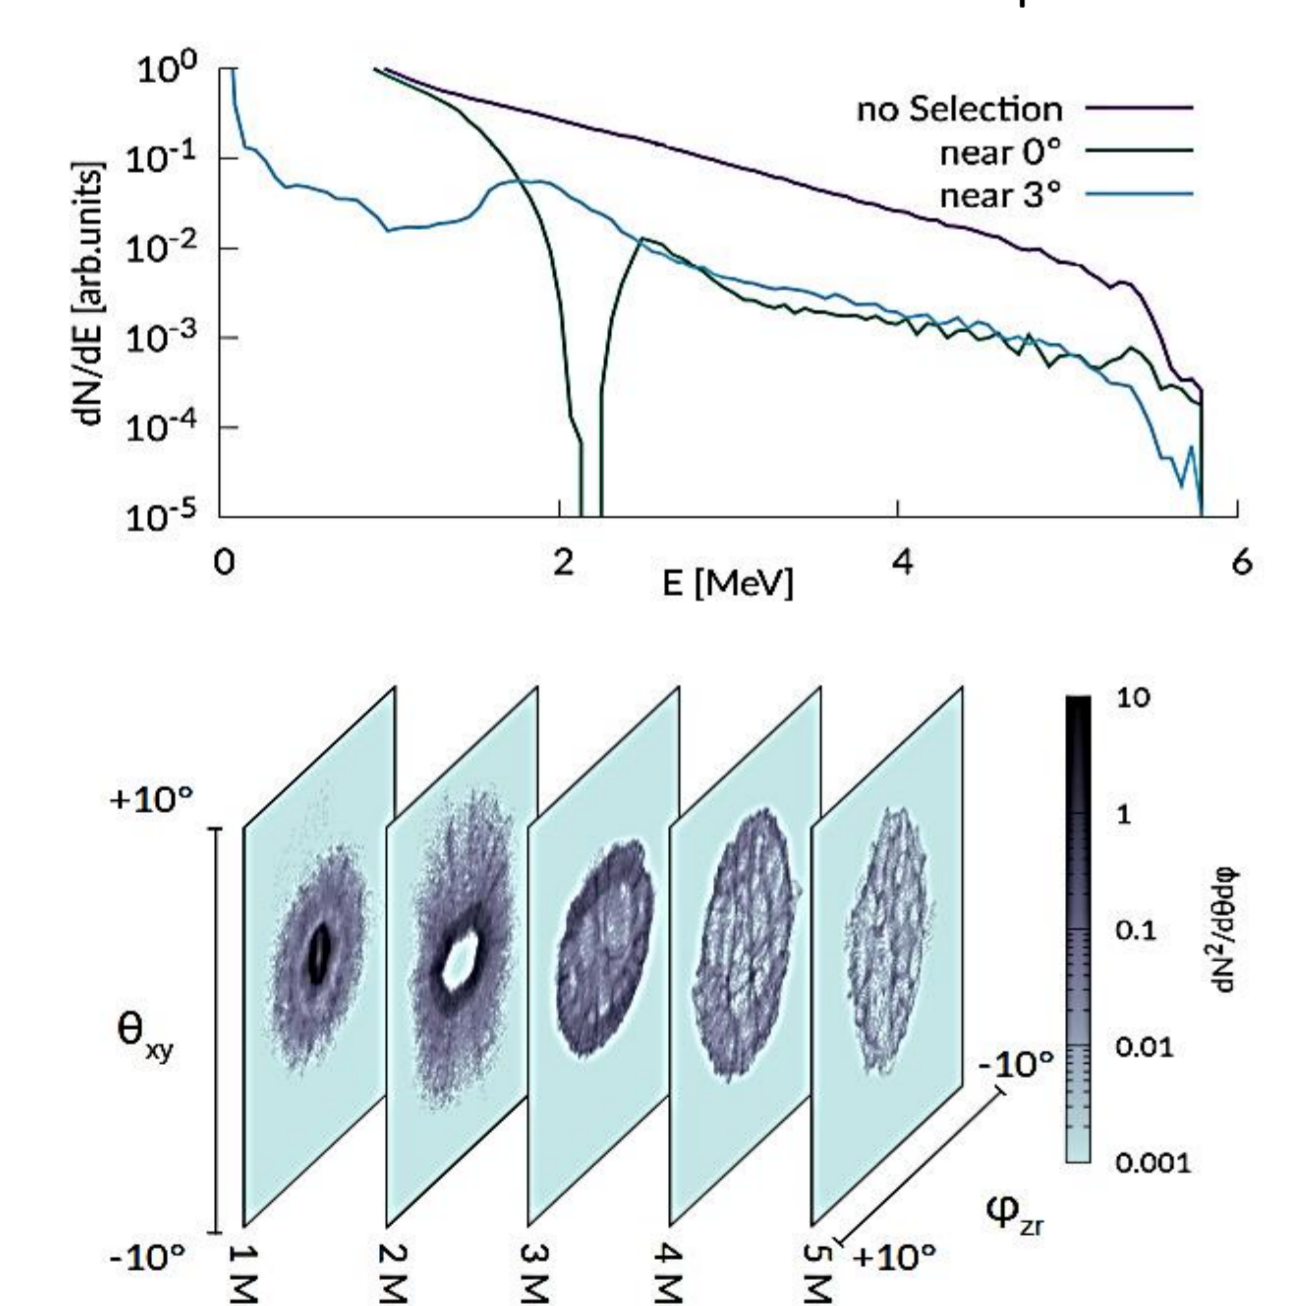 10⁰
10⁻¹
10⁻²
10⁻³
10⁻⁴
10⁻⁵
dN/dE [arb.units]
no Selection
near 0°
near 3°
0 2 4 6
E [MeV]
+10°
θxy
-10°
1 M
2 M
3 M
4 M
5 M
-10°
φzr
+10°
10
1
0.1
0.01
0.001
dN²/dθdφ